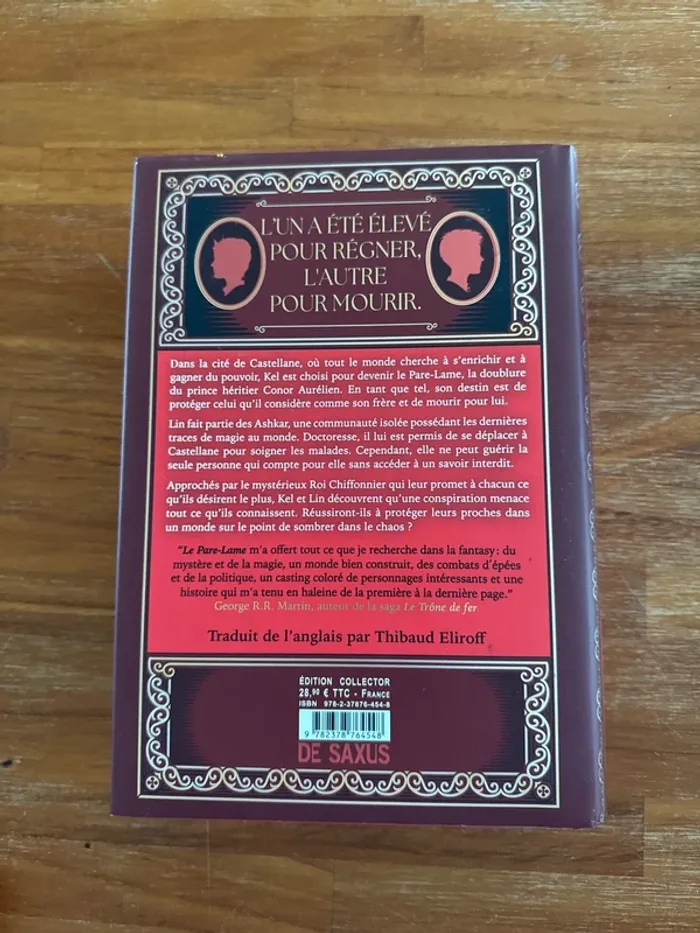 L'UN A ÉTÉ ÉLEVÉ
POUR RÉGNER,
L'AUTRE
POUR MOURIR.
Dans la cité de Castellane, où tout le monde cherche à s'enrichir et à
gagner du pouvoir, Kel est choisi pour devenir le Pare-Lame, la doublure
du prince héritier Conor Aurélien. En tant que tel, son destin est de
protéger celui qu'il considère comme son frère et de mourir pour lui.
Lin fait partie des Ashkar, une communauté isolée possédant les dernières
traces de magie au monde. Doctoresse, il lui est permis de se déplacer à
Castellane pour soigner les malades. Cependant, elle ne peut guérir la
seule personne qui compte pour elle sans accéder à un savoir interdit.
Approchés par le mystérieux Roi Chiffonnier qui leur promet à chacun ce
qu'ils désirent le plus, Kel et Lin découvrent qu'une conspiration menace
tout ce qu'ils connaissent. Réussiront-ils à protéger leurs proches dans
un monde sur le point de sombrer dans le chaos ?
"Le Pare-Lame m'a offert tout ce que je recherche dans la fantasy : du
mystère et de la magie, un monde bien construit, des combats d'épées
et de la politique, un casting coloré de personnages intéressants et une
histoire qui m'a tenu en haleine de la première à la dernière page."
George R.R. Martin, auteur de la saga Le Trône de fer
Traduit de l'anglais par Thibaud Eliroff
ÉDITION COLLECTOR
28,90 € TTC - France
ISBN 978-2-37876-454-8
9 782378 764548
DE SAXUS